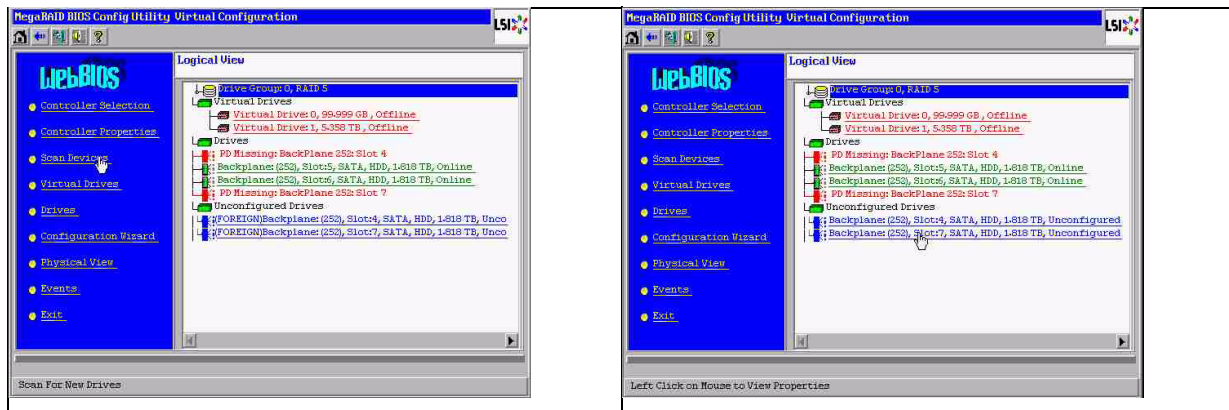 MegaRAID BIOS Config Utility Virtual Configuration
LSI
WebBIOS
Controller Selection
Controller Properties
Scan Devices
Virtual Drives
Drives
Configuration Wizard
Physical View
Events
Exit
Logical View
Drive Group: 0, RAID 5
Virtual Drives
Virtual Drive: 0, 99.999 GB, Offline
Virtual Drive: 1, 5.358 TB, Offline
Drives
PD Missing: BackPlane 252: Slot 4
Backplane: (252), Slot:5, SATA, HDD, 1.818 TB, Online
Backplane: (252), Slot:6, SATA, HDD, 1.818 TB, Online
PD Missing: BackPlane 252: Slot 7
Unconfigured Drives
(FOREIGN)Backplane: (252), Slot:4, SATA, HDD, 1.818 TB, Unco
(FOREIGN)Backplane: (252), Slot:7, SATA, HDD, 1.818 TB, Unco
Scan For New Drives
MegaRAID BIOS Config Utility Virtual Configuration
LSI
WebBIOS
Controller Selection
Controller Properties
Scan Devices
Virtual Drives
Drives
Configuration Wizard
Physical View
Events
Exit
Logical View
Drive Group: 0, RAID 5
Virtual Drives
Virtual Drive: 0, 99.999 GB, Offline
Virtual Drive: 1, 5.358 TB, Offline
Drives
PD Missing: BackPlane 252: Slot 4
Backplane: (252), Slot:5, SATA, HDD, 1.818 TB, Online
Backplane: (252), Slot:6, SATA, HDD, 1.818 TB, Online
PD Missing: BackPlane 252: Slot 7
Unconfigured Drives
Backplane: (252), Slot:4, SATA, HDD, 1.818 TB, Unconfigured
Backplane: (252), Slot:7, SATA, HDD, 1.818 TB, Unconfigured
Left Click on Mouse to View Properties